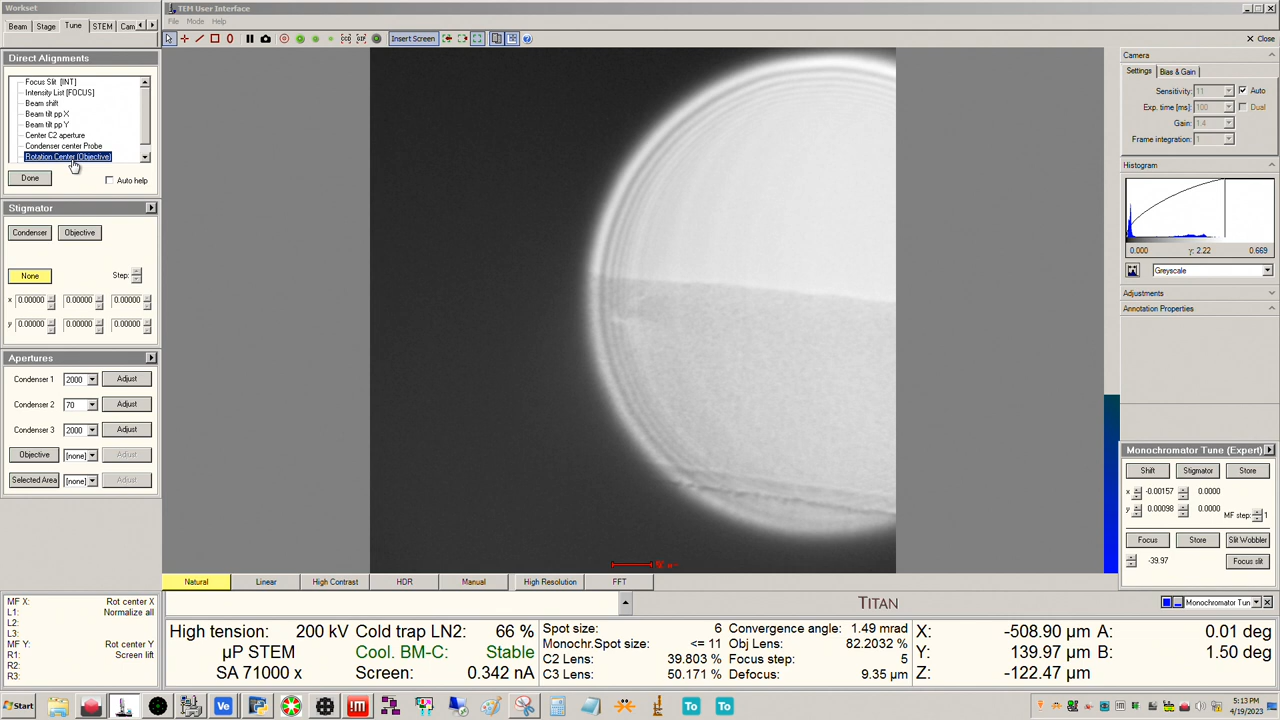 Workset
Beam Stage Tune STEM Cam
Direct Alignments
Focus Slit [INT]
Intensity List [FOCUS]
Beam shift
Beam tilt pp X
Beam tilt pp Y
Center C2 aperture
Condenser center Probe
Rotation Center (Objective)
Done Auto help
Stigmator
Condenser Objective
None Step:
x 0.00000 0.00000 0.00000
y 0.00000 0.00000 0.00000
Apertures
Condenser 1 2000 Adjust
Condenser 2 70 Adjust
Condenser 3 2000 Adjust
Objective [none] Adjust
Selected Area [none] Adjust
MF X: Rot center X
L1: Normalize all
L2:
L3:
MF Y: Rot center Y
R1: Screen lift
R2:
R3:
TEM User Interface
File Mode Help
Insert Screen
Close
Natural Linear High Contrast HDR Manual High Resolution FFT
TITAN
High tension: 200 kV
µP STEM
SA 71000 x
Cold trap LN2: 66 %
Cool. BM-C: Stable
Screen: 0.342 nA
Spot size: 6
Monochr.Spot size: <= 11
C2 Lens: 39.803 %
C3 Lens: 50.171 %
Convergence angle: 1.49 mrad
Obj Lens: 82.2032 %
Focus step: 5
Defocus: 9.35 µm
X: -508.90 µm A: 0.01 deg
Y: 139.97 µm B: 1.50 deg
Z: -122.47 µm
Camera
Settings Bias & Gain
Sensitivity: 11 Auto
Exp. time [ms]: 100 Dual
Gain: 1.4
Frame integration: 1
Histogram
0.000 γ: 2.22 0.669
Greyscale
Adjustments
Annotation Properties
Monochromator Tune (Expert)
Shift Stigmator Store
x -0.00157 0.0000
y 0.00098 0.0000 MF step: 1
Focus Store Slit Wobbler
-39.97 Focus slit
Monochromator Tun
Start
Ve
To To
5:13 PM
4/19/2023